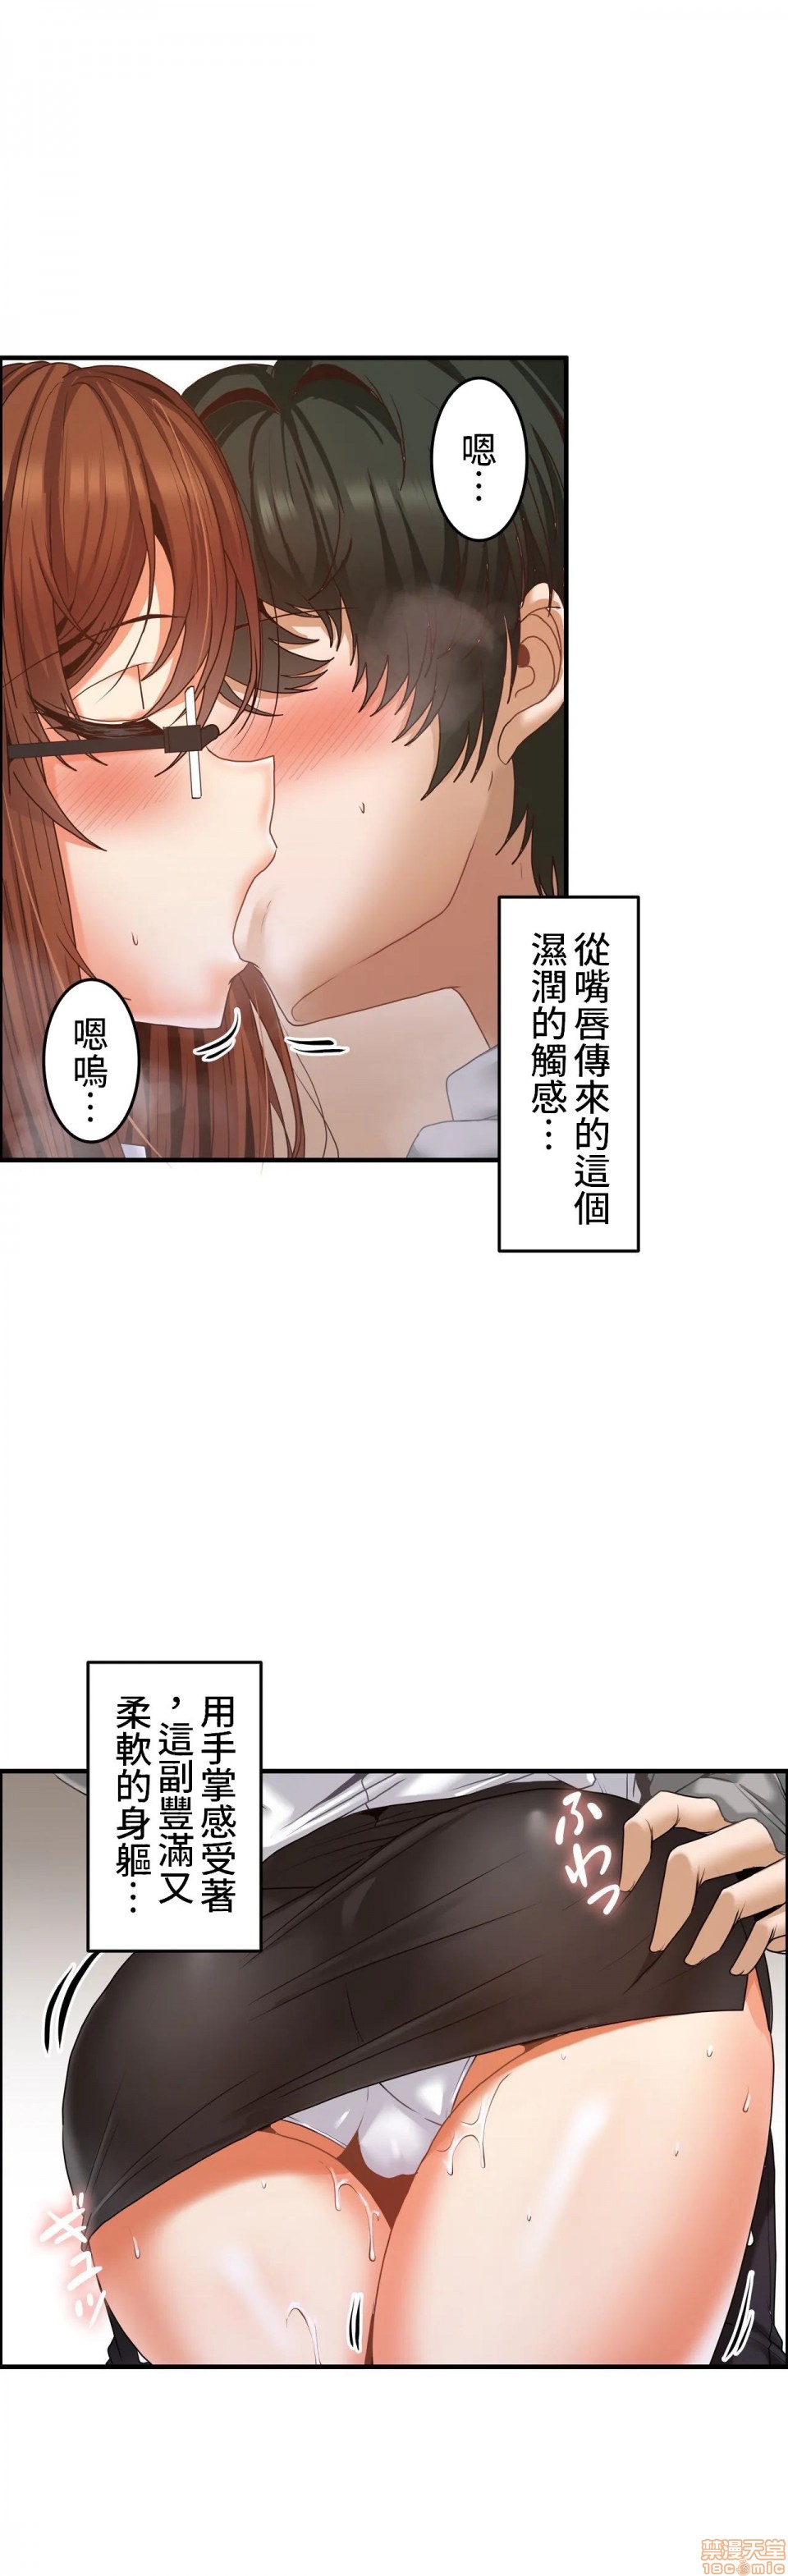 嗯…
嗯嗚…
從嘴唇傳來的這個
濕潤的觸感…
用手掌感受著
，這副豐滿又
柔軟的身軀…
ふわっ
ギュッ
禁漫天堂
18comic